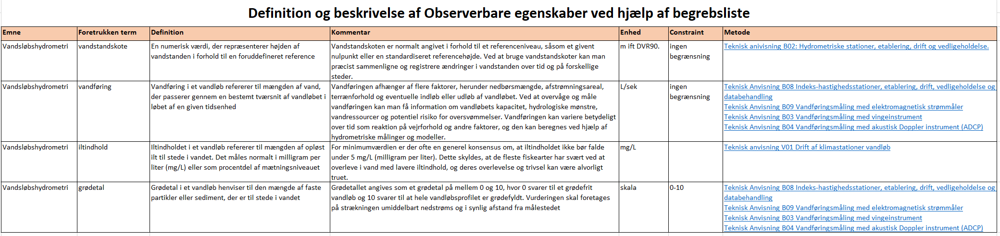 Definition og beskrivelse af Observerbare egenskaber ved hjælp af begrebsliste
Emne
Foretrukken term
Definition
Kommentar
Enhed
Constraint
Metode
Vandsløbshydrometri
vandstandskote
En numerisk værdi, der repræsenterer højden af
vandstanden i forhold til en foruddefineret reference
Vandstandskoten er normalt angivet i forhold til et referenceniveau, såsom et givent
nulpunkt eller en standardiseret referencehøjde. Ved at bruge vandstandskoter kan man
præcist sammenligne og registrere ændringer i vandstanden over tid og på forskellige
steder.
m ift DVR90.
ingen
begrænsning
Teknisk anivisning B02: Hydrometriske stationer, etablering, drift og vedligeholdelse.
Vandsløbshydrometri
vandføring
Vandføring i et vandløb refererer til mængden af vand,
der passerer gennem en bestemt tværsnit af vandløbet i
løbet af en given tidsenhed
Vandføringen afhænger af flere faktorer, herunder nedbørsmængde, afstrømningsareal,
terrænforhold og eventuelle indløb eller udløb af vandløbet. Ved at overvåge og måle
vandføringen kan man få information om vandløbets kapacitet, hydrologiske mønstre,
vandressourcer og potentiel risiko for oversvømmelser. Vandføringen kan variere betydeligt
over tid som reaktion på vejrforhold og andre faktorer, og den kan beregnes ved hjælp af
hydrometriske målinger og modeller.
L/sek
ingen
begrænsning
Teknisk Anvisning B08 Indeks-hastighedsstationer, etablering, drift, vedligeholdelse og
databehandling
Teknisk Anvisning B09 Vandføringsmåling med elektromagnetisk strømmåler
Teknisk Anvisning B03 Vandføringsmåling med vingeinstrument
Teknisk Anvisning B04 Vandføringsmåling med akustisk Doppler instrument (ADCP)
Vandsløbshydrometri
iltindhold
Iltindholdet i et vandløb refererer til mængden af opløst
ilt til stede i vandet. Det måles normalt i milligram per
liter (mg/L) eller som procentdel af mætningsniveauet
For minimumværdien er der ofte en generel konsensus om, at iltindholdet ikke bør falde
under 5 mg/L (milligram per liter). Dette skyldes, at de fleste fiskearter har svært ved at
overleve i vand med lavere iltindhold, og deres overlevelse og trivsel kan være alvorligt
truet.
mg/L
Teknisk anvisning V01 Drift af klimastationer vandløb
Vandsløbshydrometri
grødetal
Grødetal i et vandløb henviser til den mængde af faste
partikler eller sediment, der er til stede i vandet
Grødetallet angives som et grødetal på mellem 0 og 10, hvor 0 svarer til et grødefrit
vandløb og 10 svarer til at hele vandløbsprofilet er grødefyldt. Vurderingen skal foretages
på strækningen umiddelbart nedstrøms og i synlig afstand fra målestedet
skala
0-10
Teknisk Anvisning B08 Indeks-hastighedsstationer, etablering, drift, vedligeholdelse og
databehandling
Teknisk Anvisning B09 Vandføringsmåling med elektromagnetisk strømmåler
Teknisk Anvisning B03 Vandføringsmåling med vingeinstrument
Teknisk Anvisning B04 Vandføringsmåling med akustisk Doppler instrument (ADCP)